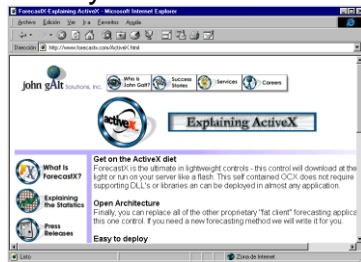 ForecastX-Explaining ActiveX - Microsoft Internet Explorer
Archivo Edición Ver Ir a Favoritos Ayuda
Dirección http://www.forecastx.com/ActiveX.html
john gAlt Solutions, Inc.
Who is John Galt?
Success Stories
Services
Careers
activex
Explaining ActiveX
What Is
ForecastX?
Explaining
the Statistics
Press
Releases
Get on the ActiveX diet
ForecastX is the ultimate in lightweight controls - this control will download at the
light or run on your server like a flash. This self contained OCX does not require
supporting DLL's or libraries an can be deployed in almost any application.
Open Architecture
Finally, you can replace all of the other proprietary "fat client" forecasting applica
this one control. If you need a new forecasting method we will write it for you.
Easy to deploy
Listo
Zona de Internet